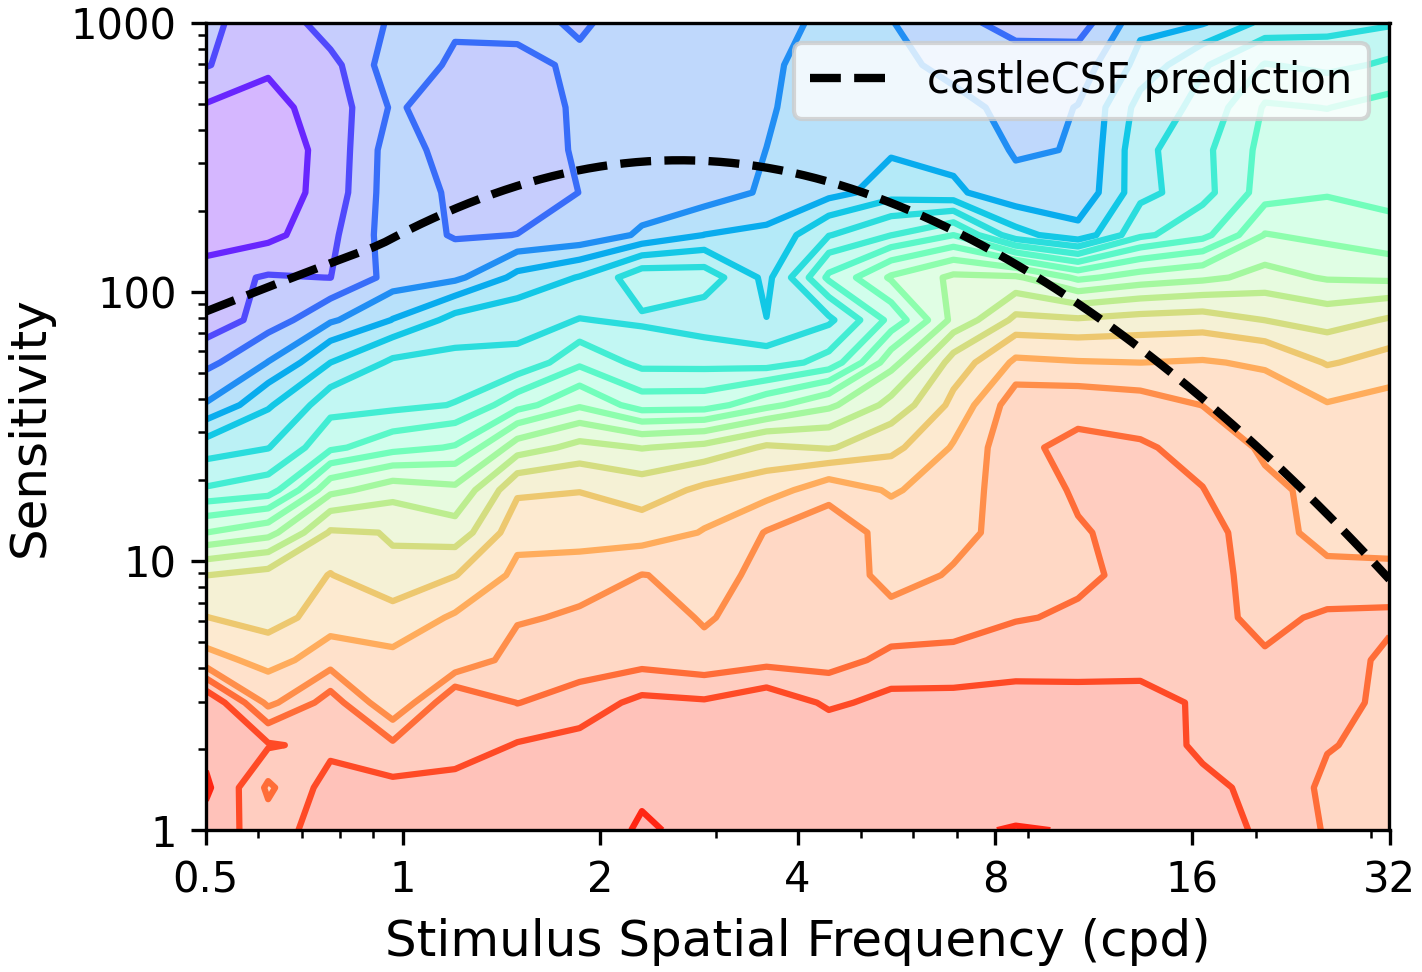 1000
100
10
1
Sensitivity
castleCSF prediction
0.5 1 2 4 8 16 32
Stimulus Spatial Frequency (cpd)